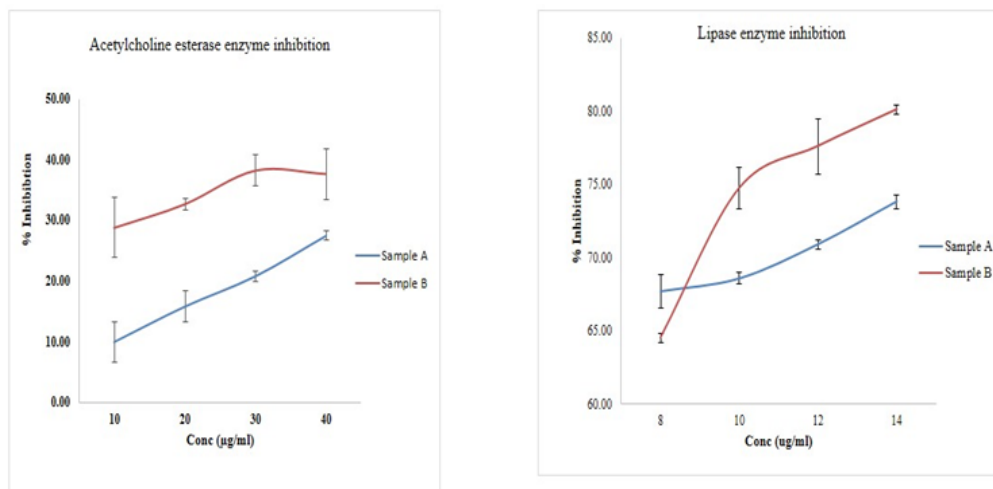 Acetylcholine esterase enzyme inhibition
50.00
40.00
30.00
20.00
10.00
0.00
% Inhibibtion
10 20 30 40
Conc (µg/ml)
Sample A
Sample B
Lipase enzyme inhibition
85.00
80.00
75.00
70.00
65.00
60.00
% Inhibition
8 10 12 14
Conc (ug/ml)
Sample A
Sample B